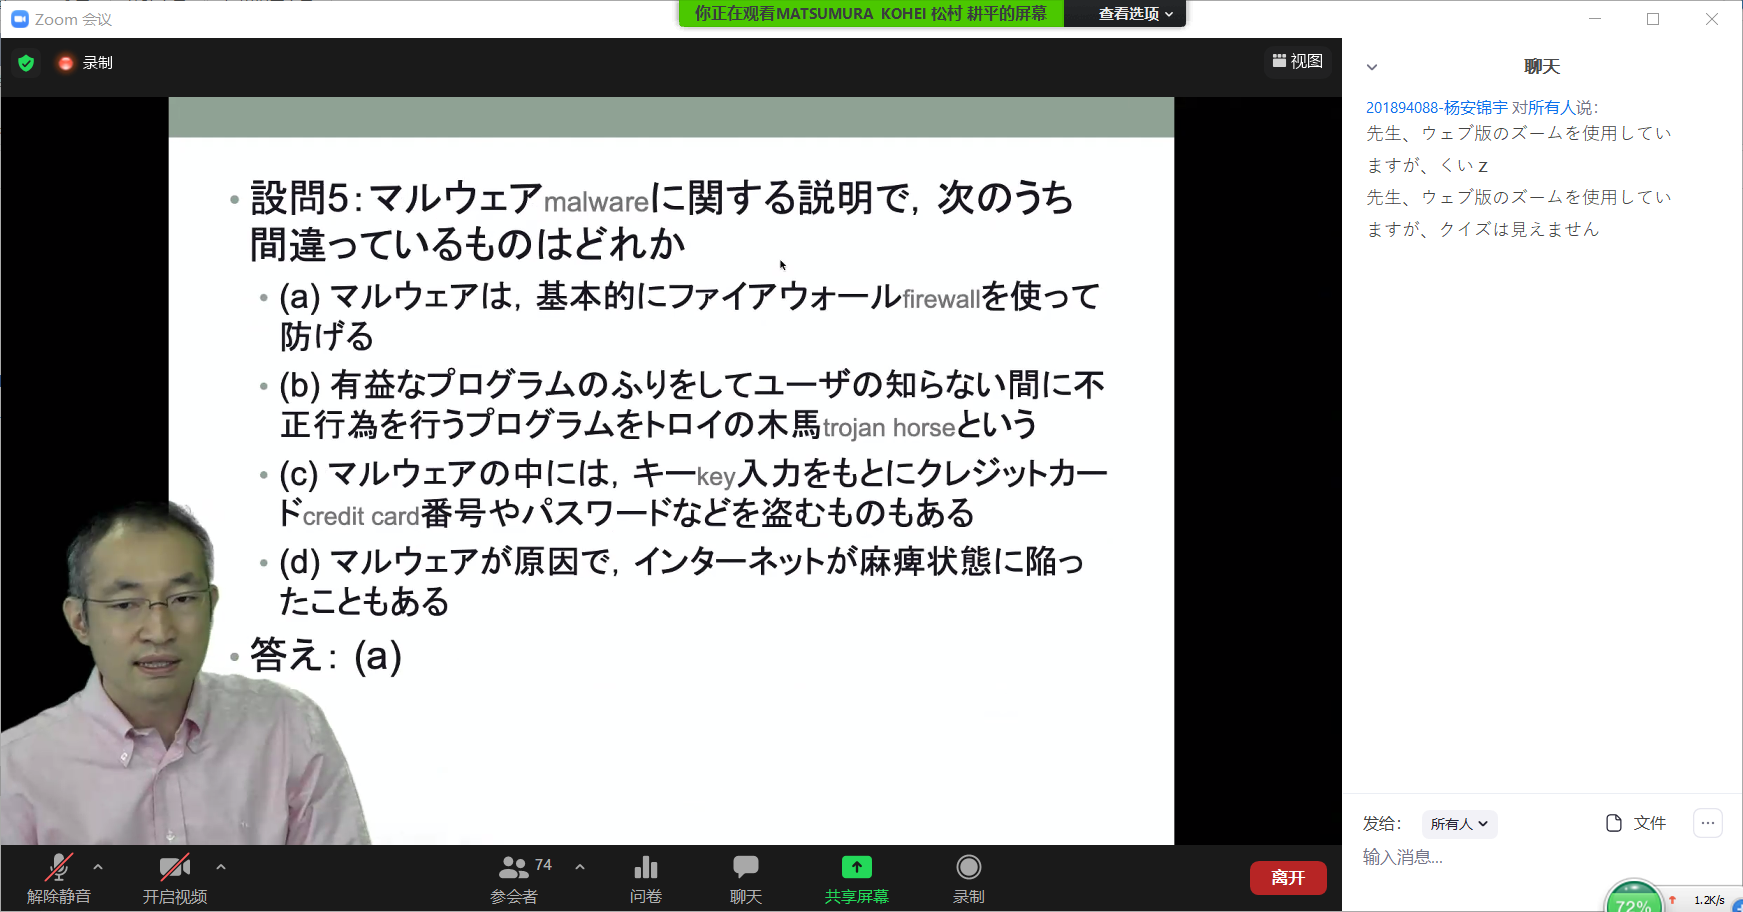 Zoom 会议
你正在观看MATSUMURA KOHEI 松村 耕平的屏幕
查看选项
录制
视图
設問5：マルウェアmalwareに関する説明で，次のうち
間違っているものはどれか
(a) マルウェアは，基本的にファイアウォールfirewallを使って
防げる
(b) 有益なプログラムのふりをしてユーザの知らない間に不
正行為を行うプログラムをトロイの木馬trojan horseという
(c) マルウェアの中には，キーkey入力をもとにクレジットカー
ドcredit card番号やパスワードなどを盗むものもある
(d) マルウェアが原因で，インターネットが麻痺状態に陥っ
たこともある
答え： (a)
聊天
201894088-杨安锦宇 对所有人说：
先生、ウェブ版のズームを使用してい
ますが、くいｚ
先生、ウェブ版のズームを使用してい
ますが、クイズは見えません
发给：
所有人
文件
输入消息...
解除静音
开启视频
74
参会者
问卷
聊天
共享屏幕
录制
离开
72%
1.2K/s